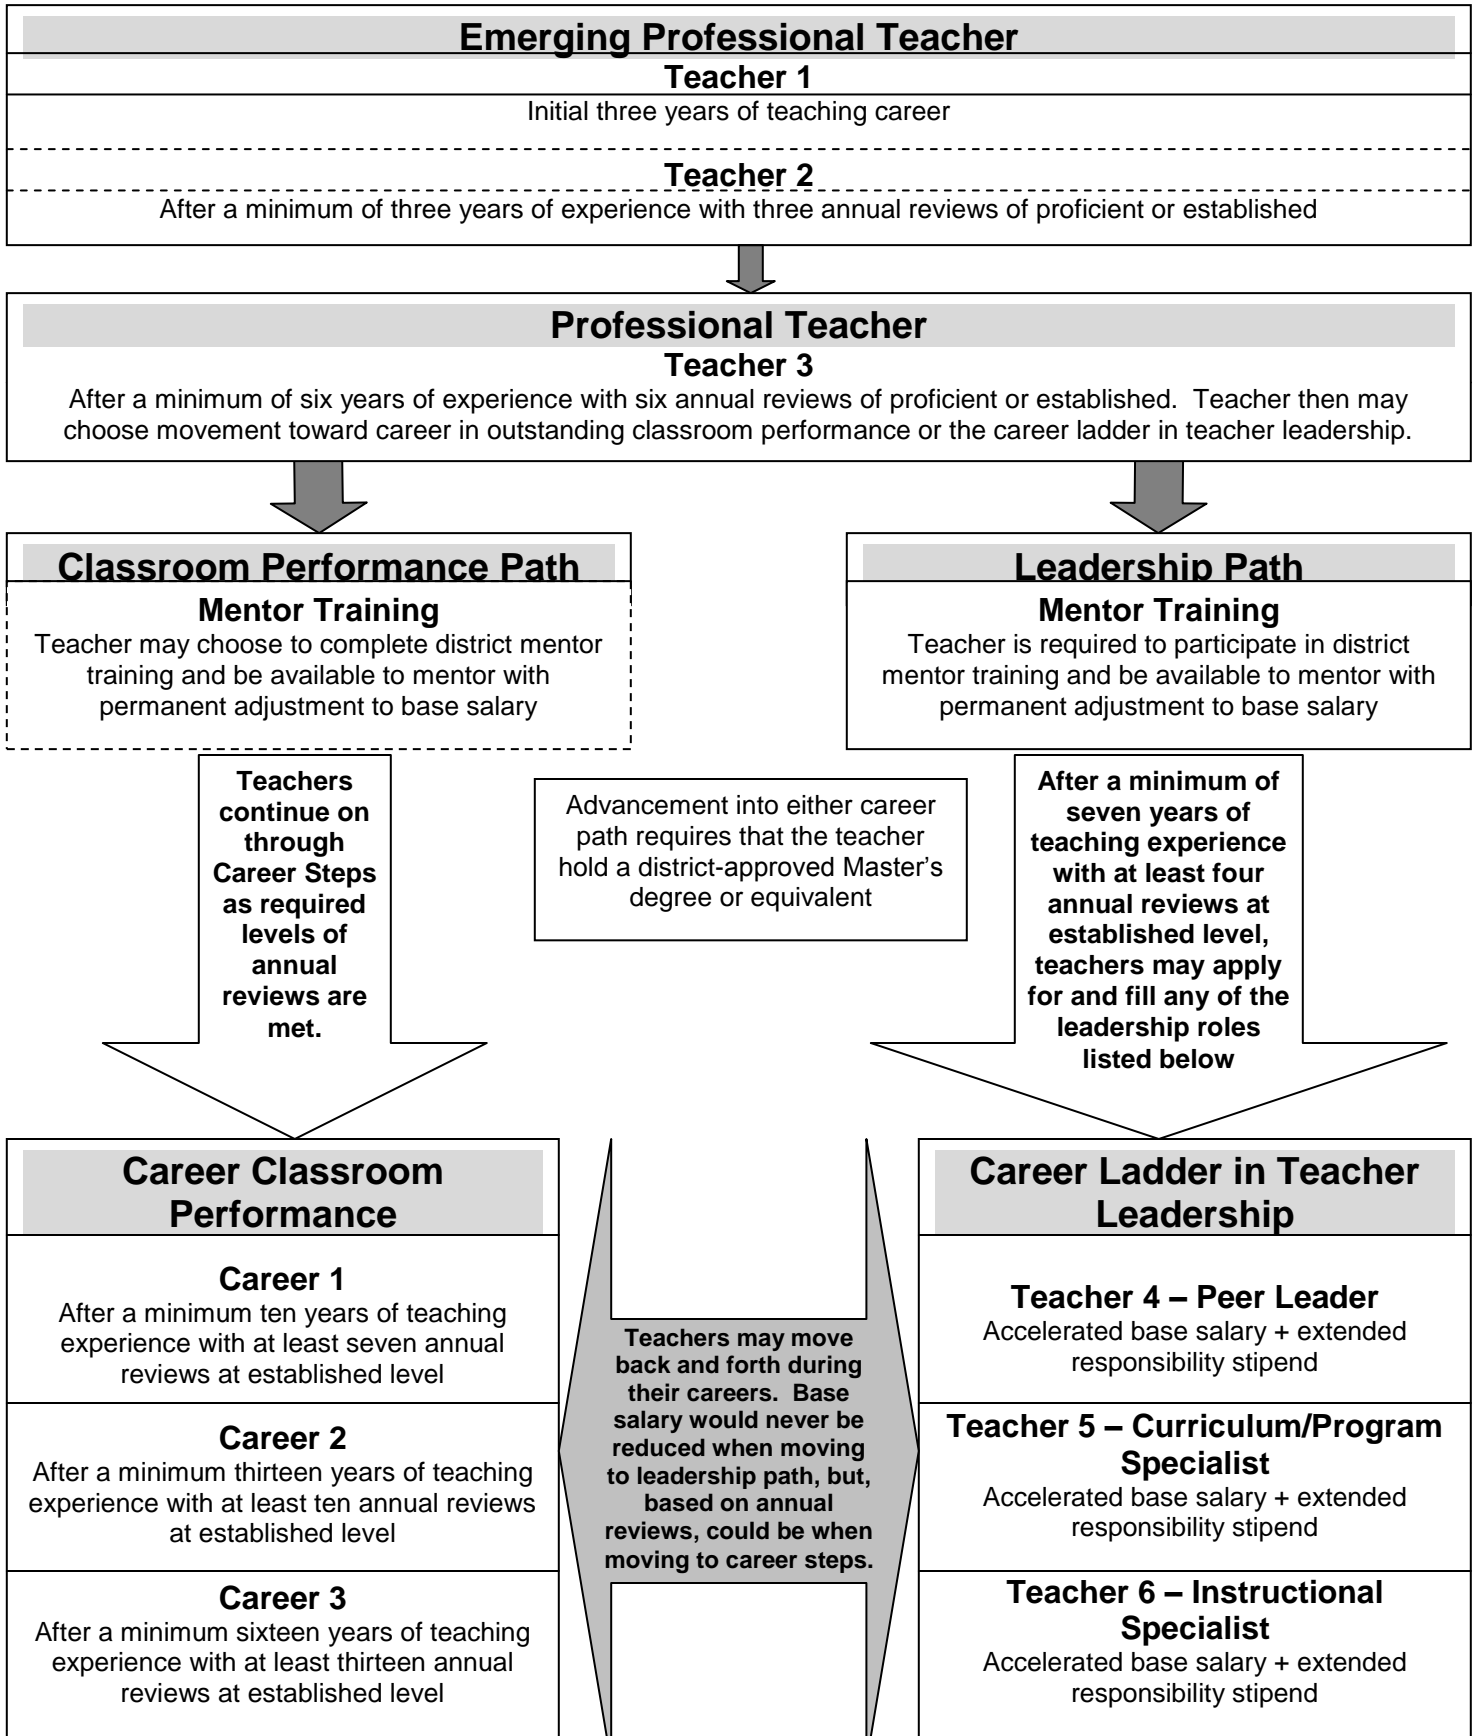 Emerging Professional Teacher
Teacher 1
Initial three years of teaching career
Teacher 2
After a minimum of three years of experience with three annual reviews of proficient or established
Professional Teacher
Teacher 3
After a minimum of six years of experience with six annual reviews of proficient or established.  Teacher then may
choose movement toward career in outstanding classroom performance or the career ladder in teacher leadership.
Classroom Performance Path
Mentor Training
Teacher may choose to complete district mentor
training and be available to mentor with
permanent adjustment to base salary
Leadership Path
Mentor Training
Teacher is required to participate in district
mentor training and be available to mentor with
permanent adjustment to base salary
Teachers
continue on
through
Career Steps
as required
levels of
annual
reviews are
met.
Advancement into either career
path requires that the teacher
hold a district-approved Master’s
degree or equivalent
After a minimum of
seven years of
teaching experience
with at least four
annual reviews at
established level,
teachers may apply
for and fill any of the
leadership roles
listed below
Career Classroom
Performance
Career 1
After a minimum ten years of teaching
experience with at least seven annual
reviews at established level
Career 2
After a minimum thirteen years of teaching
experience with at least ten annual reviews
at established level
Career 3
After a minimum sixteen years of teaching
experience with at least thirteen annual
reviews at established level
Teachers may move
back and forth during
their careers.  Base
salary would never be
reduced when moving
to leadership path, but,
based on annual
reviews, could be when
moving to career steps.
Career Ladder in Teacher
Leadership
Teacher 4 – Peer Leader
Accelerated base salary + extended
responsibility stipend
Teacher 5 – Curriculum/Program
Specialist
Accelerated base salary + extended
responsibility stipend
Teacher 6 – Instructional
Specialist
Accelerated base salary + extended
responsibility stipend